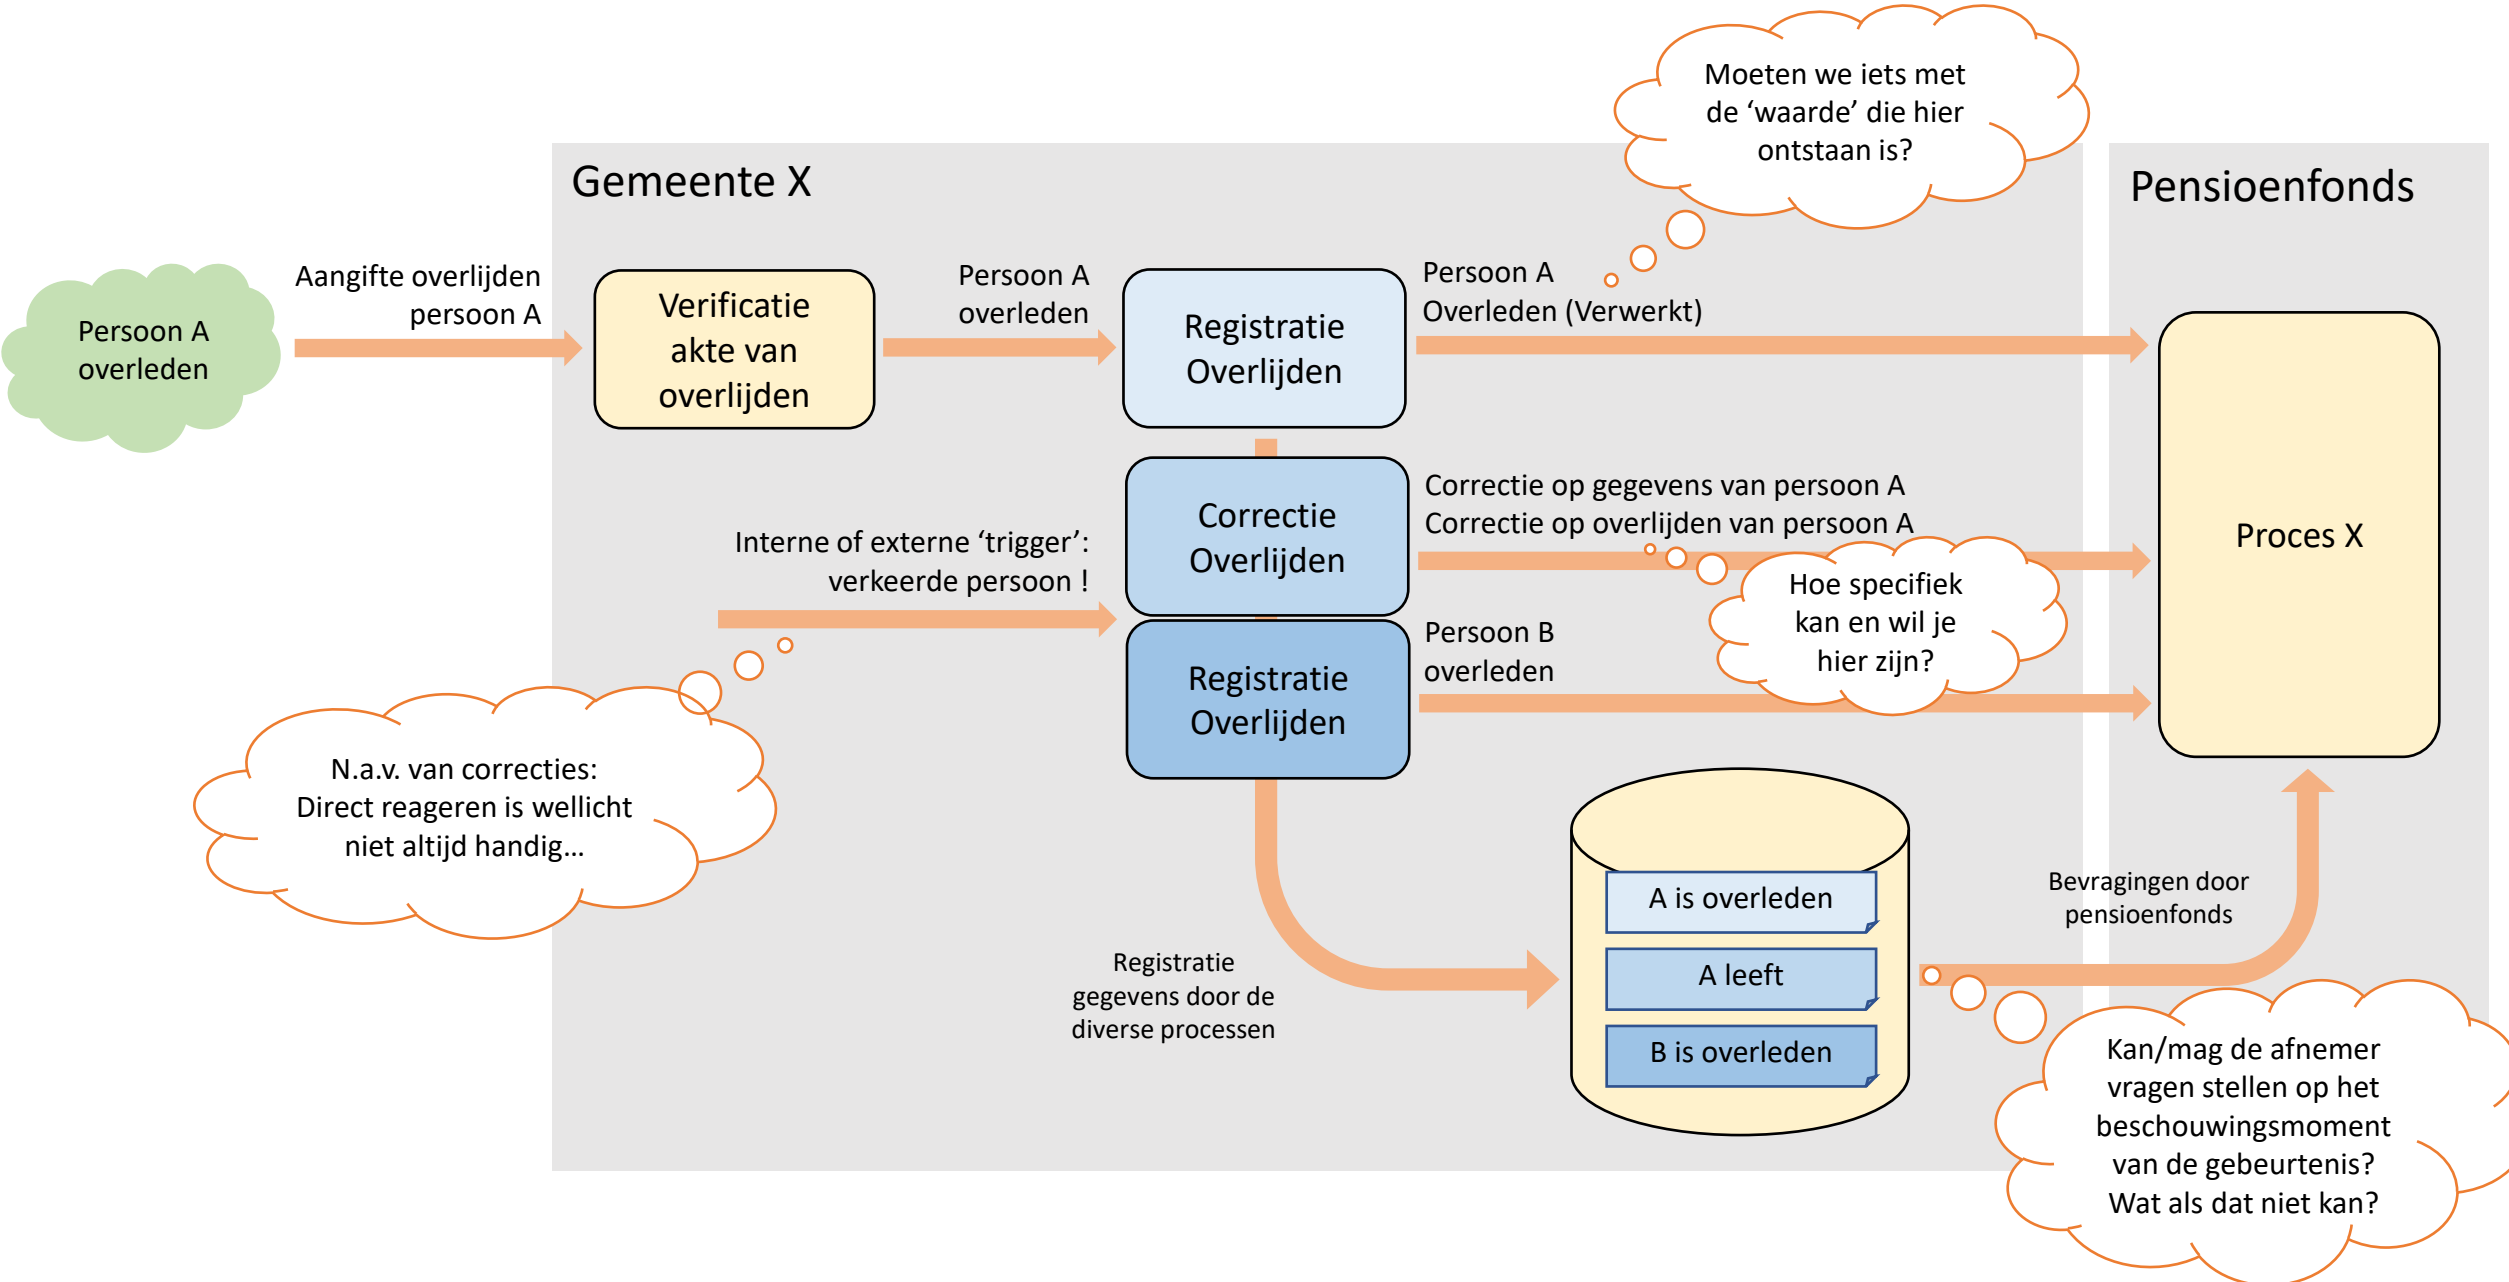 Moeten we iets met
de ‘waarde’ die hier
ontstaan is?
Gemeente X
Pensioenfonds
Persoon A
overleden
Aangifte overlijden
persoon A
Verificatie
akte van
overlijden
Persoon A
overleden
Registratie
Overlijden
Persoon A
Overleden (Verwerkt)
Correctie
Overlijden
Correctie op gegevens van persoon A
Correctie op overlijden van persoon A
Proces X
Interne of externe ‘trigger’:
verkeerde persoon !
Hoe specifiek
kan en wil je
hier zijn?
Registratie
Overlijden
Persoon B
overleden
N.a.v. van correcties:
Direct reageren is wellicht
niet altijd handig…
A is overleden
A leeft
B is overleden
Bevragingen door
pensioenfonds
Registratie
gegevens door de
diverse processen
Kan/mag de afnemer
vragen stellen op het
beschouwingsmoment
van de gebeurtenis?
Wat als dat niet kan?